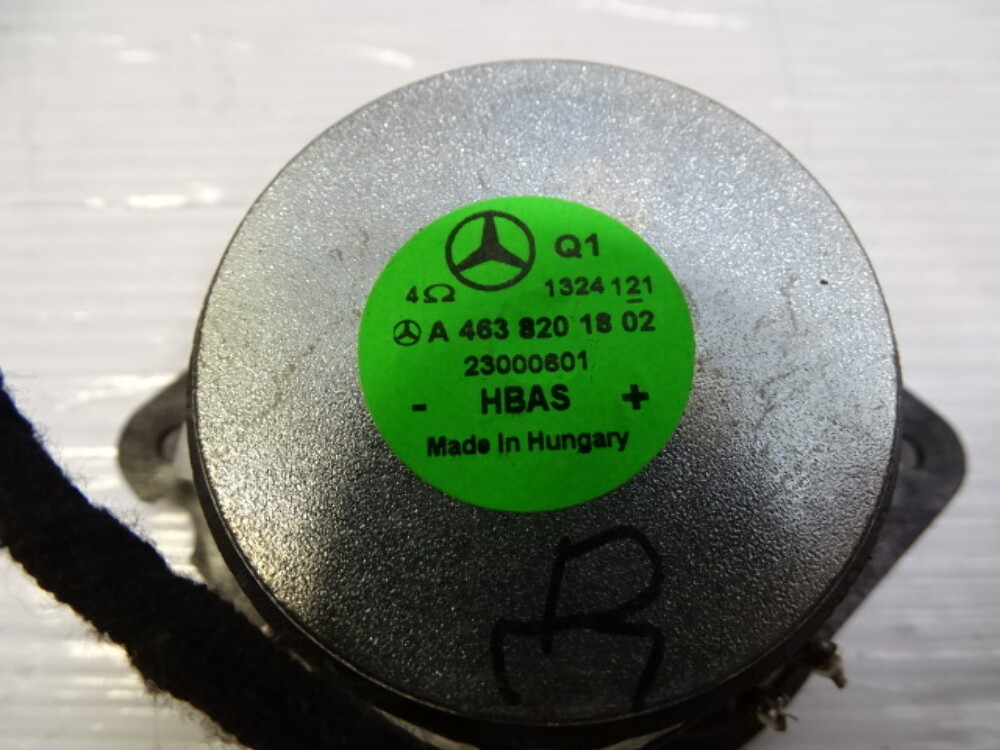 Q1
4Ω 1324 121
A 463 820 18 02
23000601
- HBAS +
Made in Hungary
R